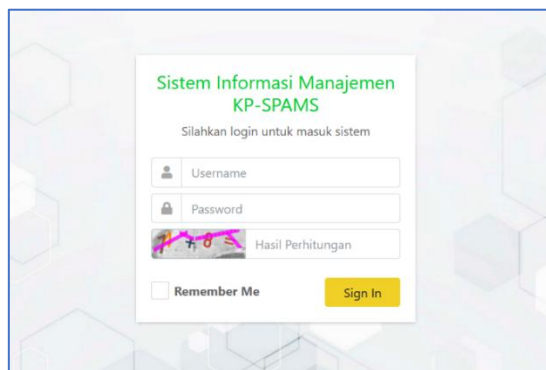 Sistem Informasi Manajemen
KP-SPAMS
Silahkan login untuk masuk sistem
Username
Password
Hasil Perhitungan
Remember Me
Sign In